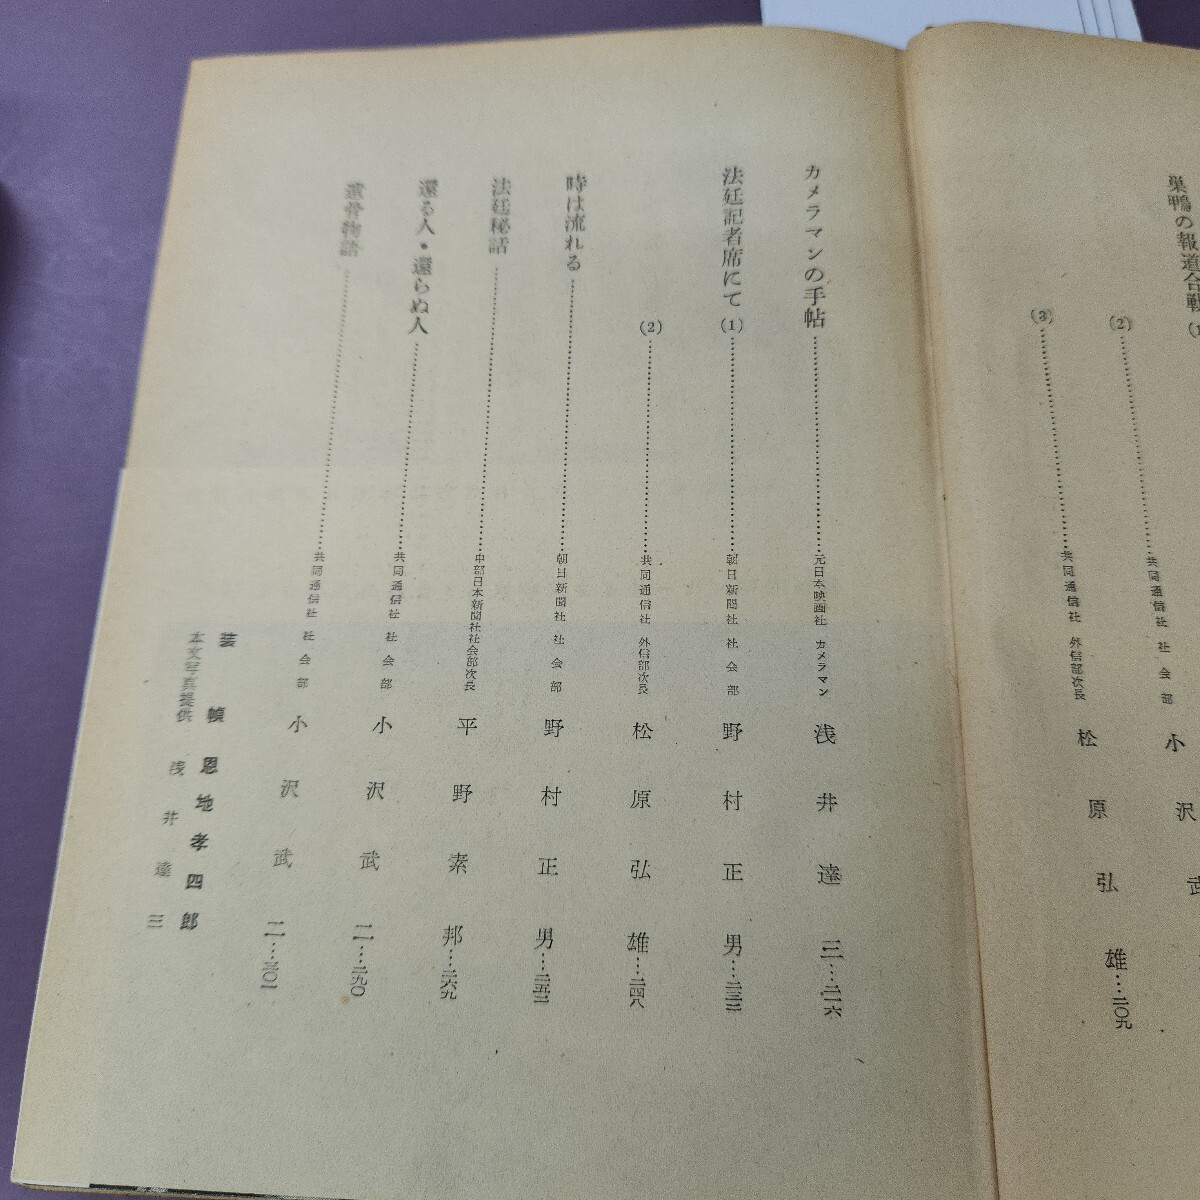 巣鴨の報道合戦 (1
(2) 共同通信社 社会部 小沢武
(3) 共同通信社 外信部次長 松原弘雄 二〇九
カメラマンの手帖 元日本映画社 カメラマン 浅井達三 二一六
法廷記者席にて (1) 朝日新聞社 社会部 野村正男 二三二
(2) 共同通信社 外信部次長 松原弘雄 二四八
時は流れる 朝日新聞社 社会部 野村正男 二五二
法廷秘話 中部日本新聞社社会部次長 平野素邦 二六九
還る人・還らぬ人 共同通信社 社会部 小沢武二 二九〇
遺骨物語 共同通信社 社会部 小沢武二 三〇一
装幀 恩地孝四郎
本文写真提供 浅井達三